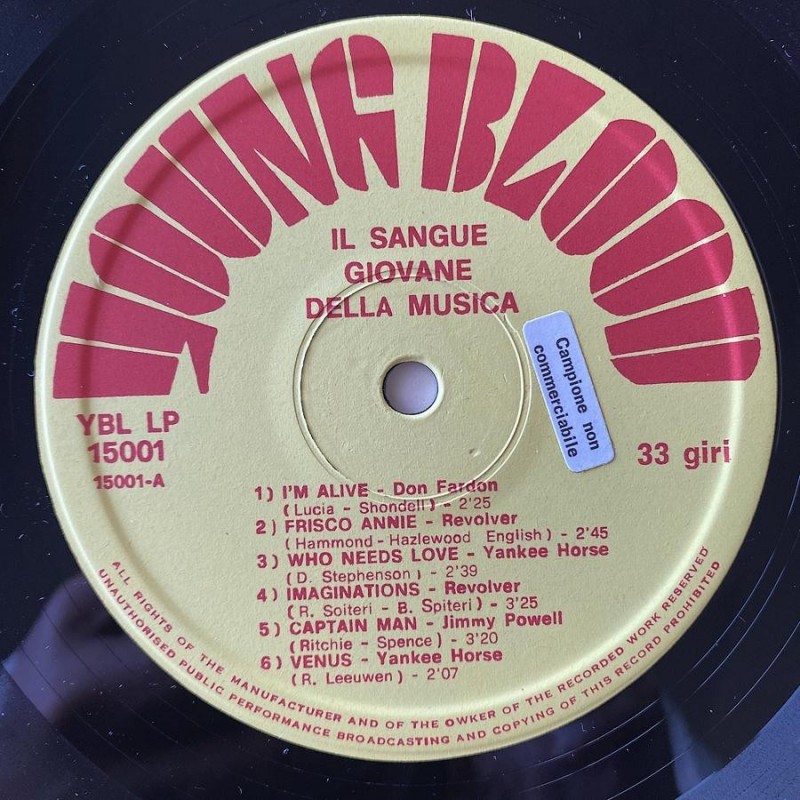 YOUNG BLOOD
IL SANGUE
GIOVANE
DELLA MUSICA
Campione non
commerciabile
YBL LP
15001
15001-A
33 giri
1) I'M ALIVE - Don Fardon
(Lucia - Shondell) - 2'25
2) FRISCO ANNIE - Revolver
(Hammond - Hazlewood English) - 2'45
3) WHO NEEDS LOVE - Yankee Horse
(D. Stephenson) - 2'39
4) IMAGINATIONS - Revolver
(R. Soiteri - B. Spiteri) - 3'25
5) CAPTAIN MAN - Jimmy Powell
(Ritchie - Spence) - 3'20
6) VENUS - Yankee Horse
(R. Leeuwen) - 2'07
ALL RIGHTS OF THE MANUFACTURER AND OF THE OWKER OF THE RECORDED WORK RESERVED
UNAUTHORISED PUBLIC PERFORMANCE BROADCASTING AND COPYING OF THIS RECORD PROHIBITED